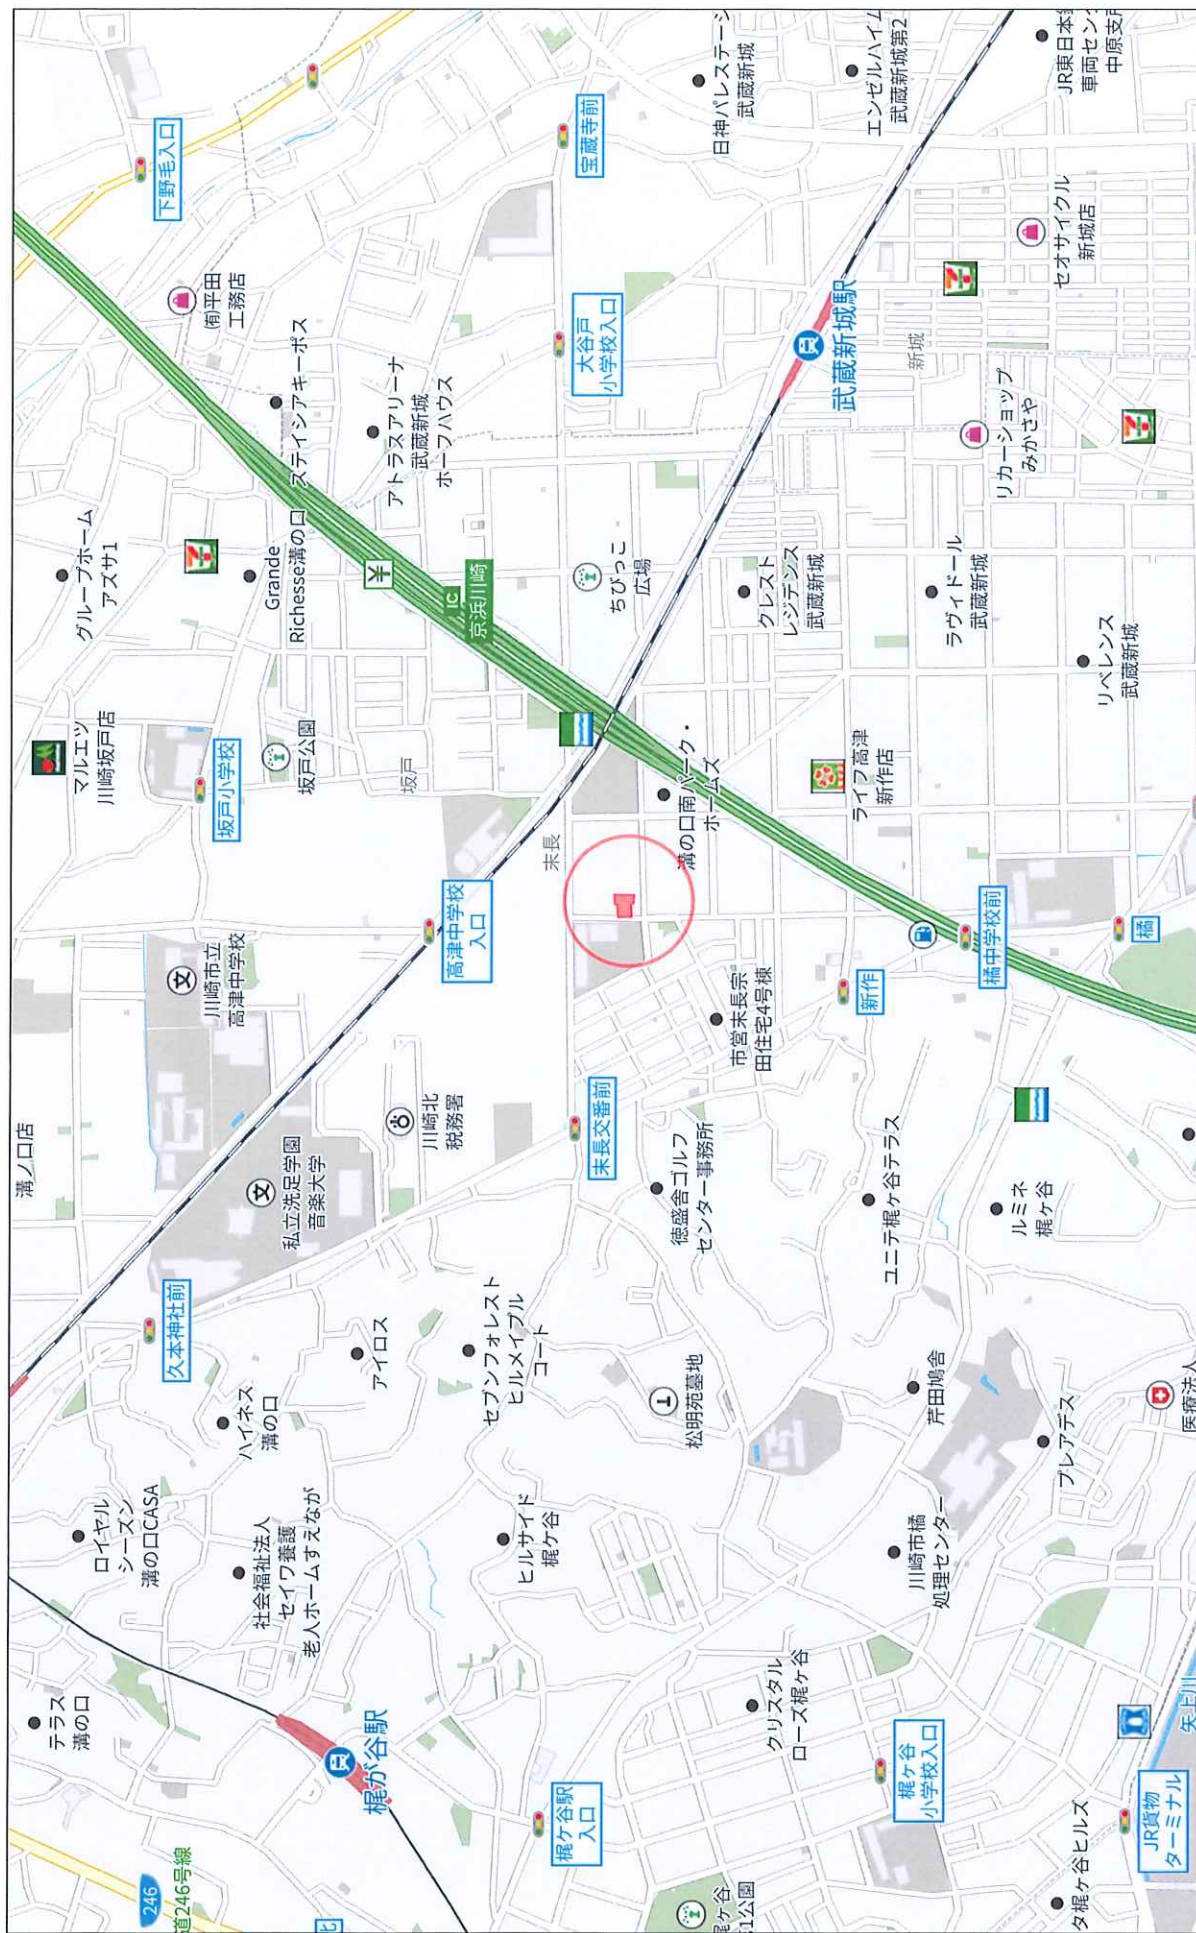 246
道246号線
テラス
溝の口
北
ロイヤル
シーズン
溝の口CASA
社会福祉法人
セイワ養護
老人ホームすえなが
梶が谷駅
梶ケ谷駅
入口
ハイネス
溝の口
久本神社前
アイロス
溝ノ口店
私立洗足学園
音楽大学
川崎市立
高津中学校
川崎北
税務署
高津中学校
入口
マルエツ
川崎坂戸店
坂戸小学校
坂戸公園
坂戸
グループホーム
アズサ1
Grande
Richesse溝の口
ステイシアキーポス
下野毛入口
(有)平田
工務店
アトラスアリーナ
武蔵新城
ホーフハウス
IC
京浜川崎
セブンフォレスト
ヒルメイプル
コート
ヒルサイド
梶ケ谷
末長交番前
末長
ちびっこ
広場
大谷戸
小学校入口
宝蔵寺前
松明苑墓地
徳盛舎ゴルフ
センター事務所
市営末長宗
田住宅4号棟
溝の口南パーク・
ホームズ
クレスト
レジデンス
武蔵新城
日神パレステージ
武蔵新城
クリスタル
ローズ梶ヶ谷
梶ケ谷
小学校入口
ユニテ梶ヶ谷テラス
新作
ライフ高津
新作店
武蔵新城駅
エンゼルハイム
武蔵新城第2
新城
川崎市橘
処理センター
芹田鳩舎
ルミネ
梶ヶ谷
橘中学校前
ラヴィドール
武蔵新城
リカーショップ
みかさや
セオサイクル
新城店
JR東日本
車両セン
中原支
プレアデス
タ梶ヶ谷ヒルズ
JR貨物
ターミナル
矢上川
医療法人
橘
リベレンス
武蔵新城